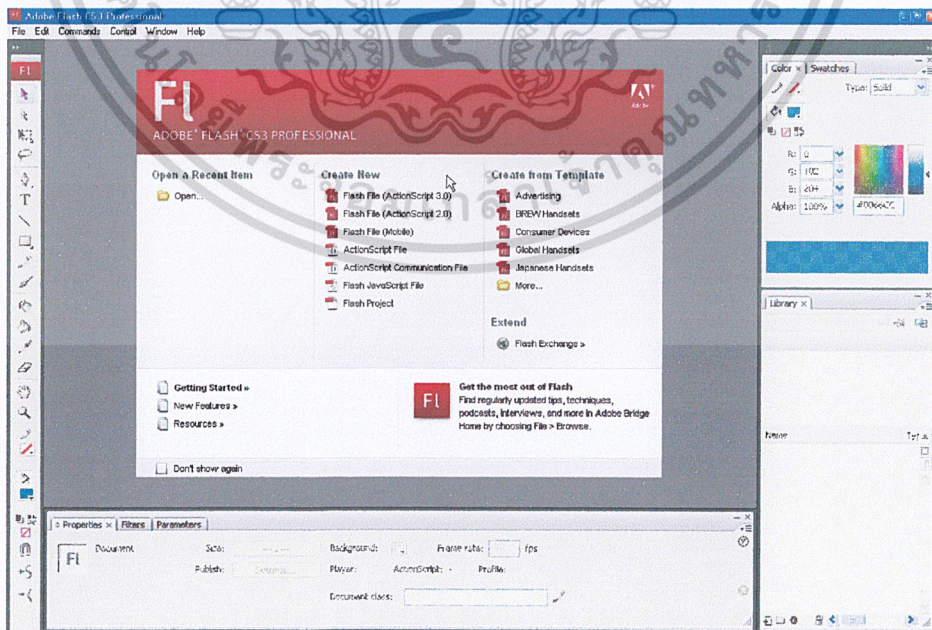 Adobe Flash CS3 Professional
File Edit Commands Control Window Help
Fl
Color × Swatches
Type: Solid
R: 0
G: 102
B: 204
Alpha: 100% #0066CC
Fl
Adobe
ADOBE® FLASH® CS3 PROFESSIONAL
Open a Recent Item
Open...
Create New
Flash File (ActionScript 3.0)
Flash File (ActionScript 2.0)
Flash File (Mobile)
ActionScript File
ActionScript Communication File
Flash JavaScript File
Flash Project
Create from Template
Advertising
BREW Handsets
Consumer Devices
Global Handsets
Japanese Handsets
More...
Extend
Flash Exchange »
Getting Started »
New Features »
Resources »
Fl
Get the most out of Flash
Find regularly updated tips, techniques,
podcasts, interviews, and more in Adobe Bridge
Home by choosing File > Browse.
Don't show again
Library ×
Name
Properties × Filters Parameters
Fl
Document Size: Background: Frame rate: fps
Publish: Settings... Player: ActionScript: Profile:
Document class: